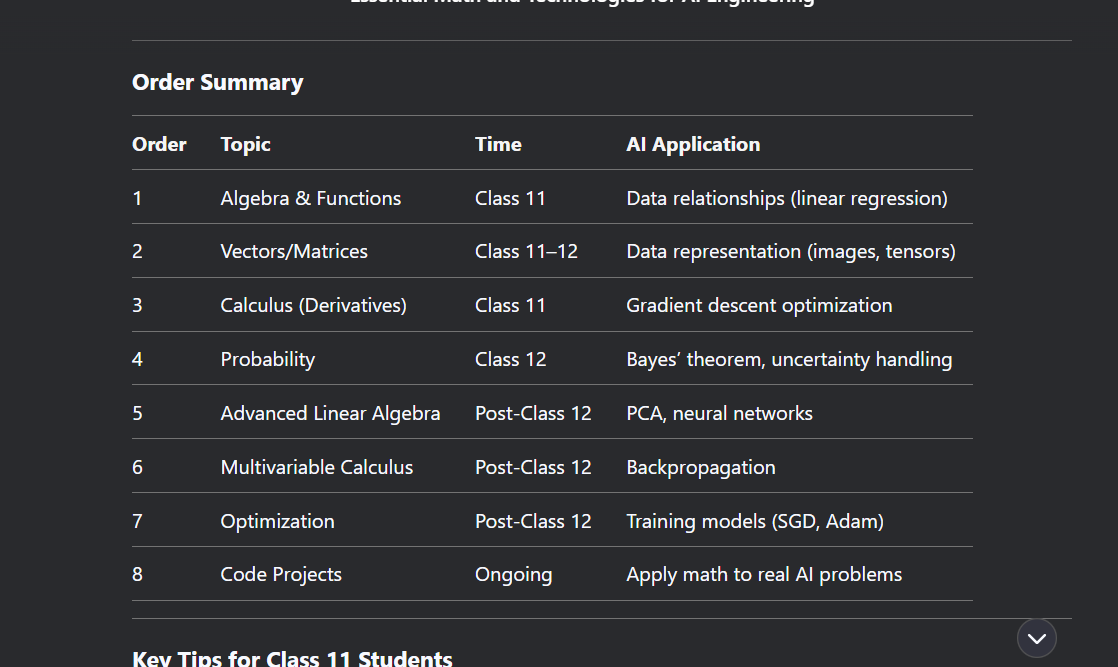 Essential Math and Technologies for AI Engineering
Order Summary
Order Topic Time AI Application
1 Algebra & Functions Class 11 Data relationships (linear regression)
2 Vectors/Matrices Class 11–12 Data representation (images, tensors)
3 Calculus (Derivatives) Class 11 Gradient descent optimization
4 Probability Class 12 Bayes’ theorem, uncertainty handling
5 Advanced Linear Algebra Post-Class 12 PCA, neural networks
6 Multivariable Calculus Post-Class 12 Backpropagation
7 Optimization Post-Class 12 Training models (SGD, Adam)
8 Code Projects Ongoing Apply math to real AI problems
Key Tips for Class 11 Students